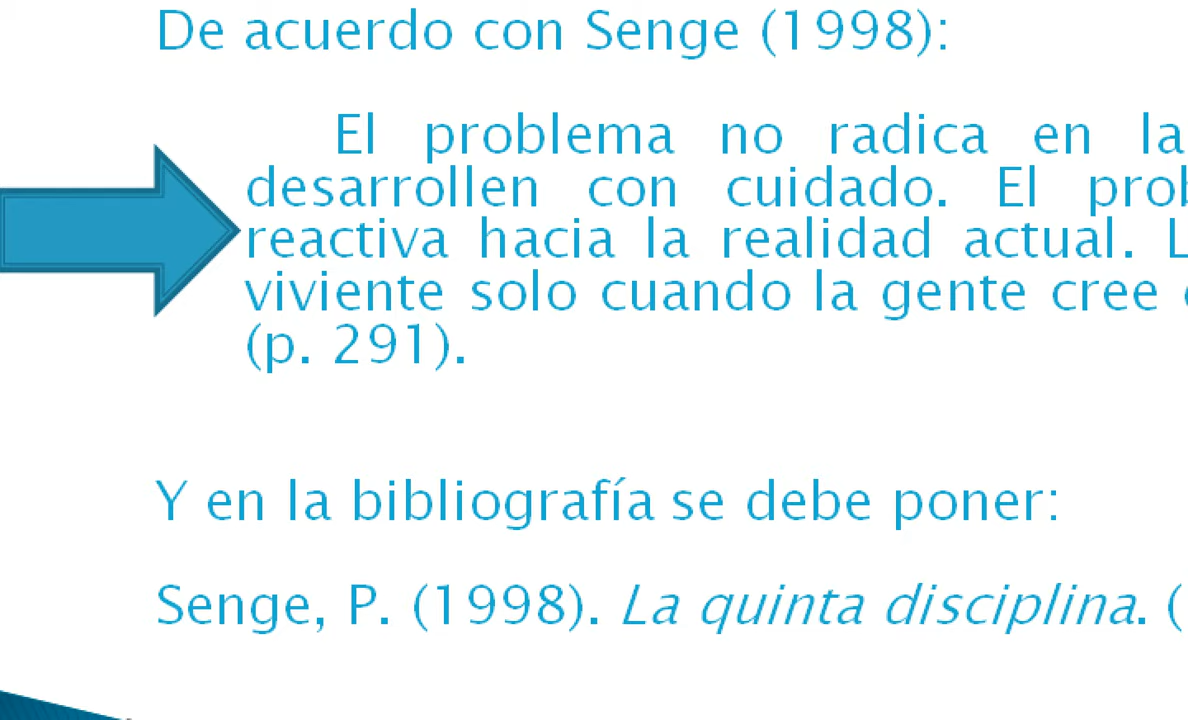 De acuerdo con Senge (1998):
El problema no radica en la
desarrollen con cuidado. El
reactiva hacia la realidad actual.
viviente solo cuando la gente cree
(p. 291).
Y en la bibliografía se debe poner:
Senge, P. (1998). La quinta disciplina. (